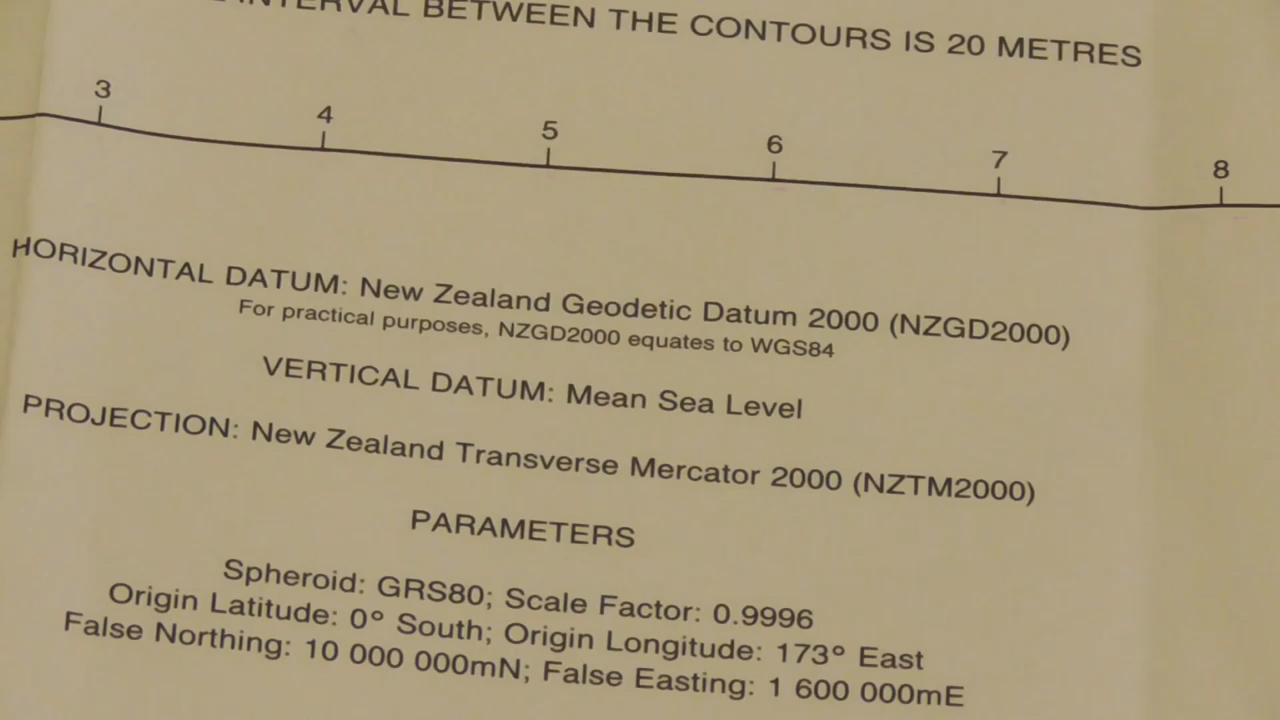 INTERVAL BETWEEN THE CONTOURS IS 20 METRES
3 4 5 6 7 8
HORIZONTAL DATUM: New Zealand Geodetic Datum 2000 (NZGD2000)
For practical purposes, NZGD2000 equates to WGS84
VERTICAL DATUM: Mean Sea Level
PROJECTION: New Zealand Transverse Mercator 2000 (NZTM2000)
PARAMETERS
Spheroid: GRS80; Scale Factor: 0.9996
Origin Latitude: 0° South; Origin Longitude: 173° East
False Northing: 10 000 000mN; False Easting: 1 600 000mE